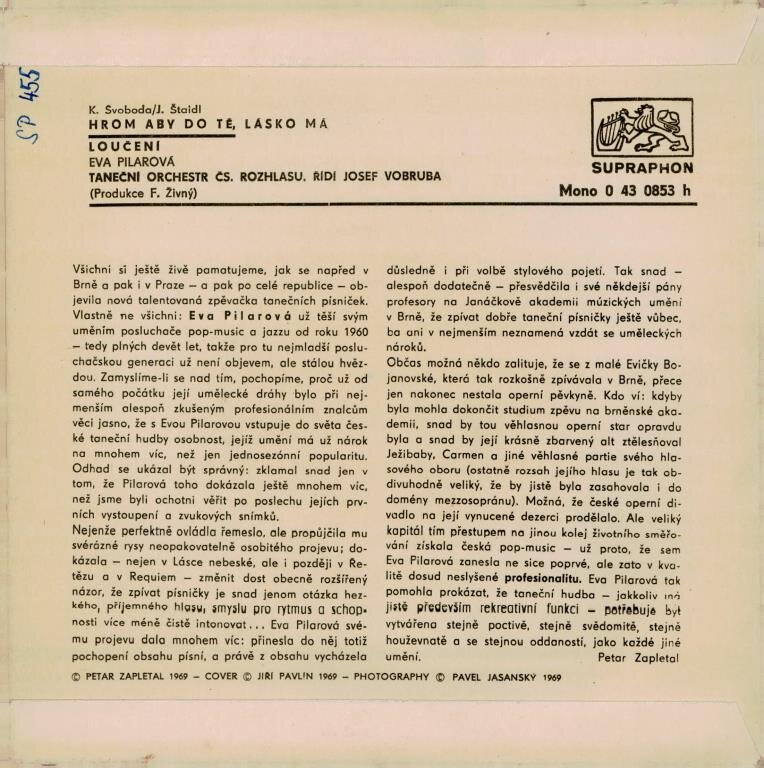 SP 455
K. Svoboda/J. Štaidl
HROM ABY DO TĚ, LÁSKO MÁ
LOUČENÍ
EVA PILAROVÁ
TANEČNÍ ORCHESTR ČS. ROZHLASU. ŘÍDÍ JOSEF VOBRUBA
(Produkce F. Živný)
SUPRAPHON
Mono 0 43 0853 h
Všichni si ještě živě pamatujeme, jak se napřed v
Brně a pak i v Praze – a pak po celé republice – ob-
jevila nová talentovaná zpěvačka tanečních písniček.
Vlastně ne všichni: Eva Pilarová už těší svým
uměním posluchače pop-music a jazzu od roku 1960
– tedy plných devět let, takže pro tu nejmladší poslu-
chačskou generaci už není objevem, ale stálou hvěz-
dou. Zamyslíme-li se nad tím, pochopíme, proč už od
samého počátku její umělecké dráhy bylo při nej-
menším alespoň zkušeným profesionálním znalcům
věci jasno, že s Evou Pilarovou vstupuje do světa čes-
ké taneční hudby osobnost, jejíž umění má už nárok
na mnohem víc, než jen jednosezónní popularitu.
Odhad se ukázal být správný: zklamal snad jen v
tom, že Pilarová toho dokázala ještě mnohem víc,
než jsme byli ochotni věřit po poslechu jejích prv-
ních vystoupení a zvukových snímků.
Nejenže perfektně ovládla řemeslo, ale propůjčila mu
svérázné rysy neopakovatelně osobitého projevu; do-
kázala – nejen v Lásce nebeské, ale i později v Ře-
tězu a v Requiem – změnit dost obecně rozšířený
názor, že zpívat písničky je snad jenom otázka hez-
kého, příjemného hlasu, smyslu pro rytmus a schop-
nosti více méně čistě intonovat... Eva Pilarová své-
mu projevu dala mnohem víc: přinesla do něj totiž
pochopení obsahu písní, a právě z obsahu vycházela
důsledně i při volbě stylového pojetí. Tak snad –
alespoň dodatečně – přesvědčila i své někdejší pány
profesory na Janáčkově akademii múzických umění
v Brně, že zpívat dobře taneční písničky ještě vůbec,
ba ani v nejmenším neznamená vzdát se uměleckých
nároků.
Občas možná někdo zalituje, že se z malé Evičky Bo-
janovské, která tak rozkošně zpívávala v Brně, přece
jen nakonec nestala operní pěvkyně. Kdo ví: kdyby
byla mohla dokončit studium zpěvu na brněnské aka-
demii, snad by tou věhlasnou operní star opravdu
byla a snad by její krásně zbarvený alt ztělesňoval
Ježibaby, Carmen a jiné věhlasné partie svého hla-
sového oboru (ostatně rozsah jejího hlasu je tak ob-
divuhodně veliký, že by jistě byla zasahovala i do
domény mezzosopránu). Možná, že české operní di-
vadlo na její vynucené dezerci prodělalo. Ale veliký
kapitál tím přestupem na jinou kolej životního směřo-
vání získala česká pop-music – už proto, že sem
Eva Pilarová zanesla ne sice poprvé, ale zato v kva-
litě dosud neslyšené profesionalitu. Eva Pilarová tak
pomohla prokázat, že taneční hudba – jakkoliv má
jistě především rekreativní funkci – potřebuje být
vytvářena stejně poctivě, stejně svědomitě, stejně
houževnatě a se stejnou oddaností, jako každé jiné
umění.
Petar Zapletal
© PETAR ZAPLETAL 1969 – COVER © JIŘÍ PAVLÍN 1969 – PHOTOGRAPHY © PAVEL JASANSKÝ 1969